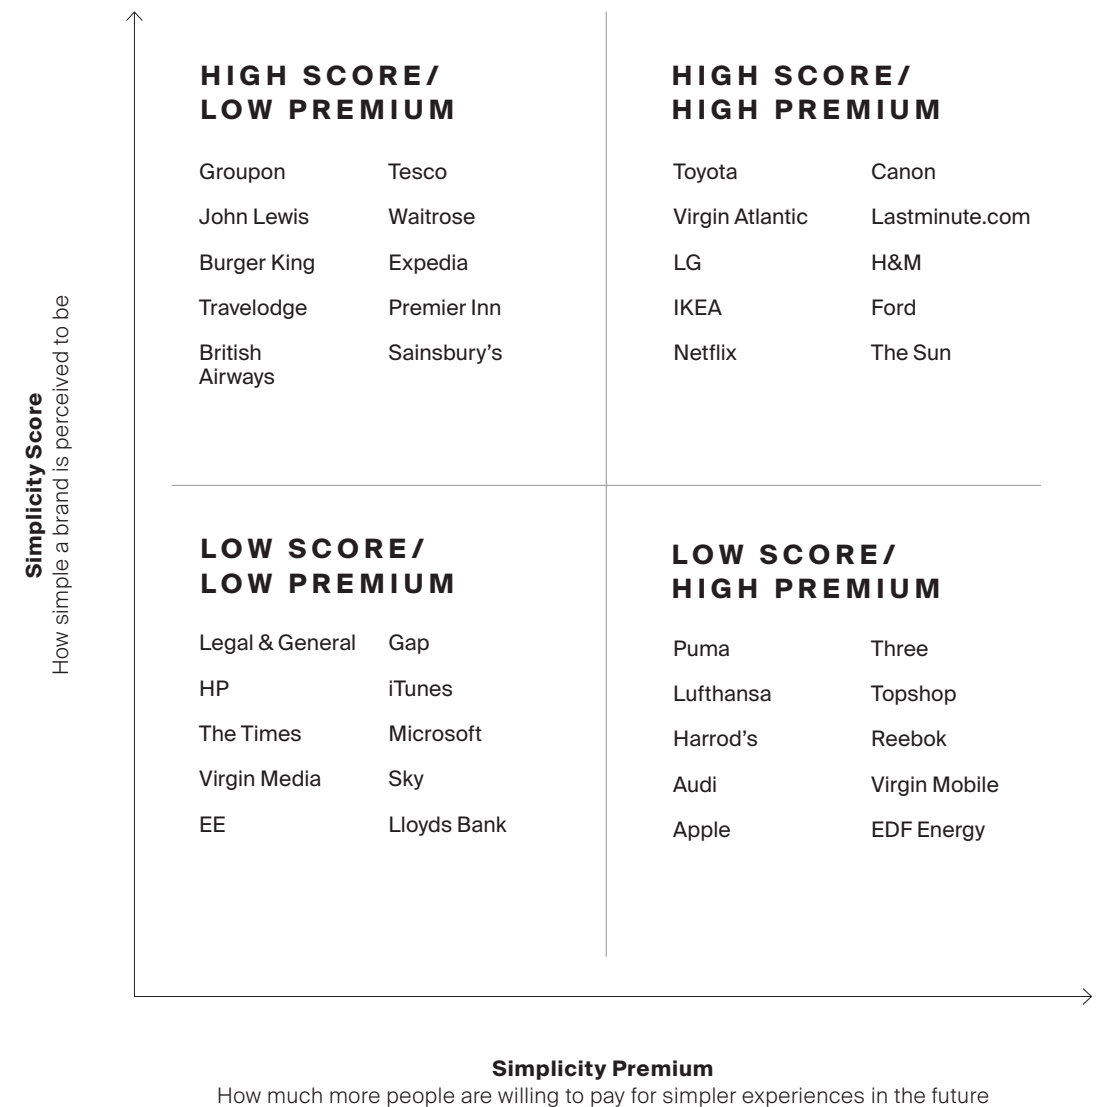 Simplicity Score
How simple a brand is perceived to be
HIGH SCORE/
LOW PREMIUM
Groupon
John Lewis
Burger King
Travelodge
British
Airways
Tesco
Waitrose
Expedia
Premier Inn
Sainsbury’s
HIGH SCORE/
HIGH PREMIUM
Toyota
Virgin Atlantic
LG
IKEA
Netflix
Canon
Lastminute.com
H&M
Ford
The Sun
LOW SCORE/
LOW PREMIUM
Legal & General
HP
The Times
Virgin Media
EE
Gap
iTunes
Microsoft
Sky
Lloyds Bank
LOW SCORE/
HIGH PREMIUM
Puma
Lufthansa
Harrod’s
Audi
Apple
Three
Topshop
Reebok
Virgin Mobile
EDF Energy
Simplicity Premium
How much more people are willing to pay for simpler experiences in the future